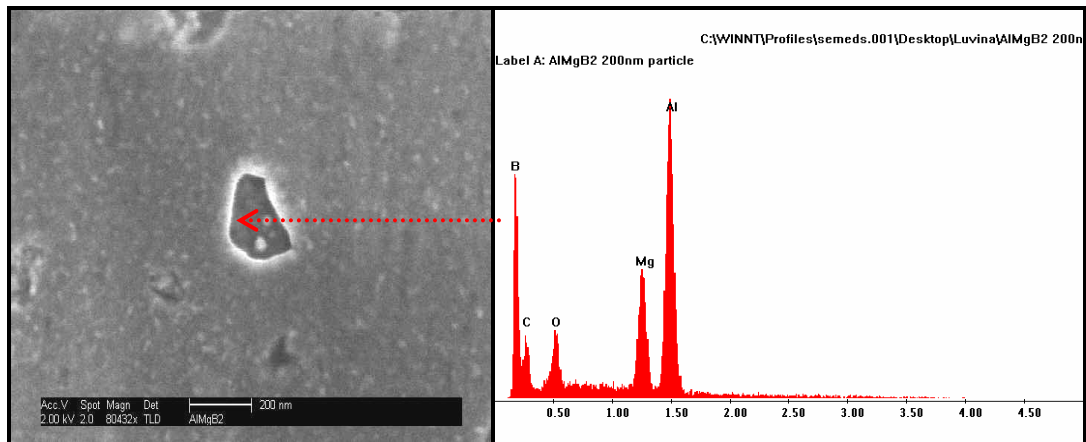 Acc.V Spot Magn Det 200 nm
2.00 kV 2.0 80432x TLD AlMgB2
C:\WINNT\Profiles\semeds.001\Desktop\Luvina\AlMgB2 200n
Label A: AlMgB2 200nm particle
Al
B
Mg
C O
0.50 1.00 1.50 2.00 2.50 3.00 3.50 4.00 4.50